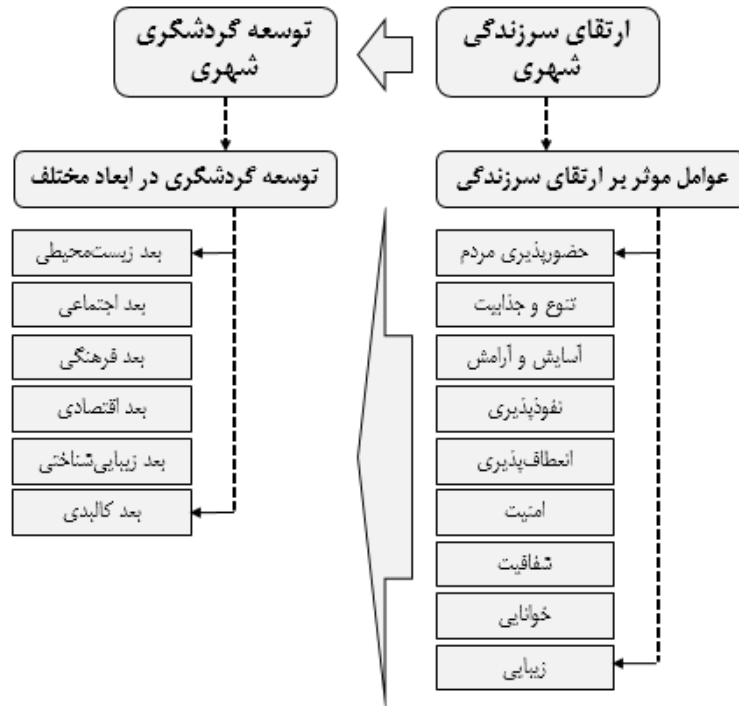 ارتقای سرزندگی
شهری
توسعه گردشگری
شهری
عوامل موثر بر ارتقای سرزندگی
توسعه گردشگری در ابعاد مختلف
حضورپذیری مردم
تنوع و جذابیت
آسایش و آرامش
نفوذپذیری
انعطاف‌پذیری
امنیت
شفافیت
خوانایی
زیبایی
بعد زیست‌محیطی
بعد اجتماعی
بعد فرهنگی
بعد اقتصادی
بعد زیبایی‌شناختی
بعد کالبدی